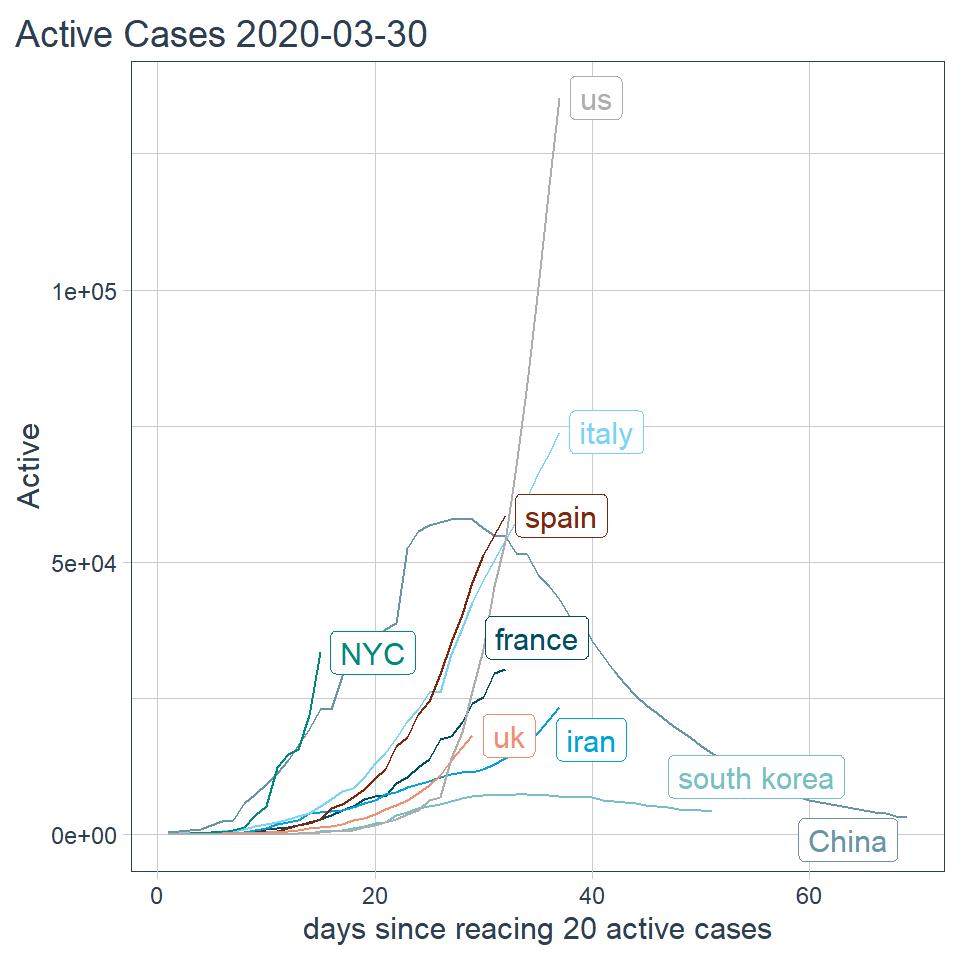 Active Cases 2020-03-30
us
1e+05
italy
Active
spain
5e+04
france
NYC
uk
iran
south korea
0e+00
China
0 20 40 60
days since reacing 20 active cases